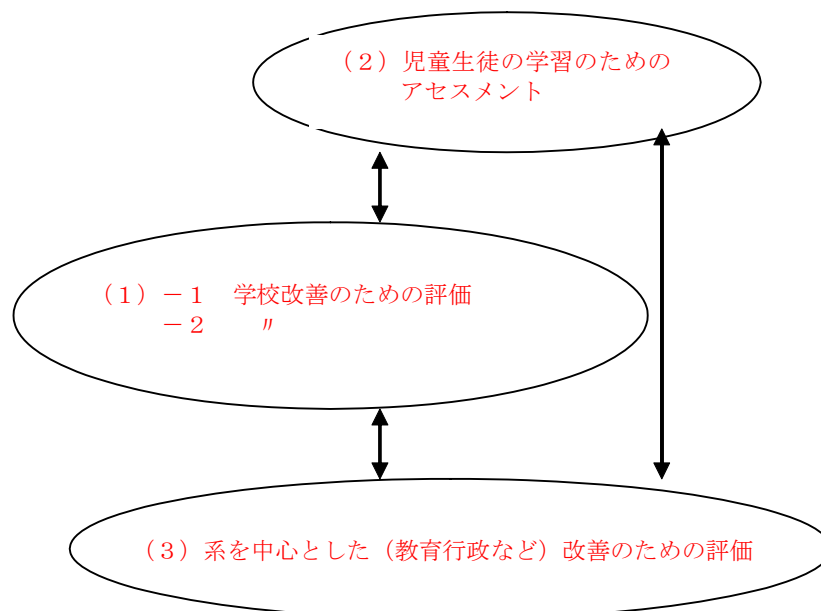 （２）児童生徒の学習のための
アセスメント
（１）－１　学校改善のための評価
－２　　〃
（３）系を中心とした（教育行政など）改善のための評価